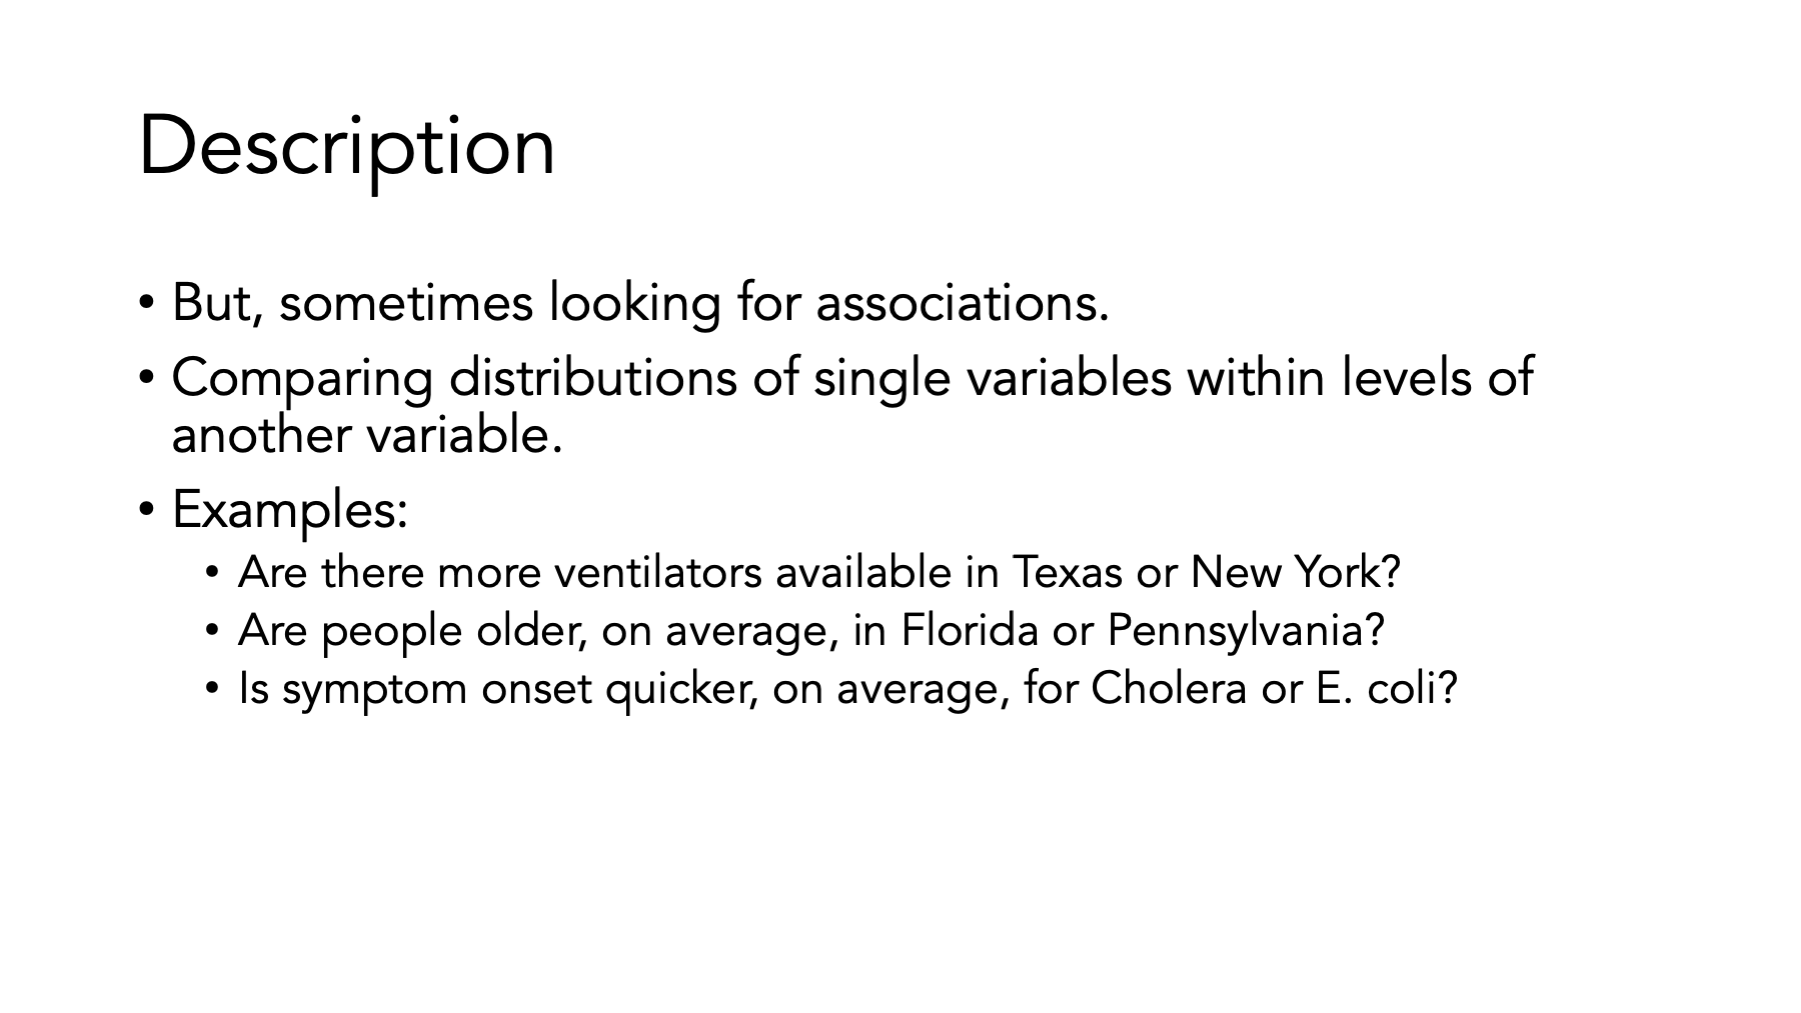 Description
• But, sometimes looking for associations.
• Comparing distributions of single variables within levels of
another variable.
• Examples:
• Are there more ventilators available in Texas or New York?
• Are people older, on average, in Florida or Pennsylvania?
• Is symptom onset quicker, on average, for Cholera or E. coli?